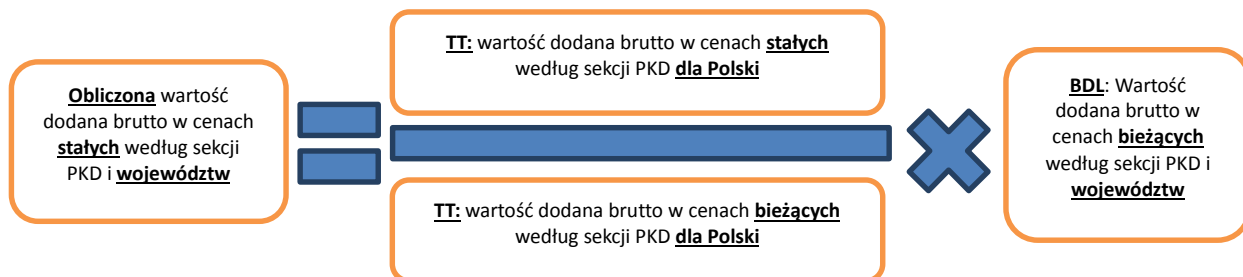 Obliczona wartość
dodana brutto w cenach
stałych według sekcji
PKD i województw
TT: wartość dodana brutto w cenach stałych
według sekcji PKD dla Polski
TT: wartość dodana brutto w cenach bieżących
według sekcji PKD dla Polski
BDL: Wartość
dodana brutto w
cenach bieżących
według sekcji PKD i
województw